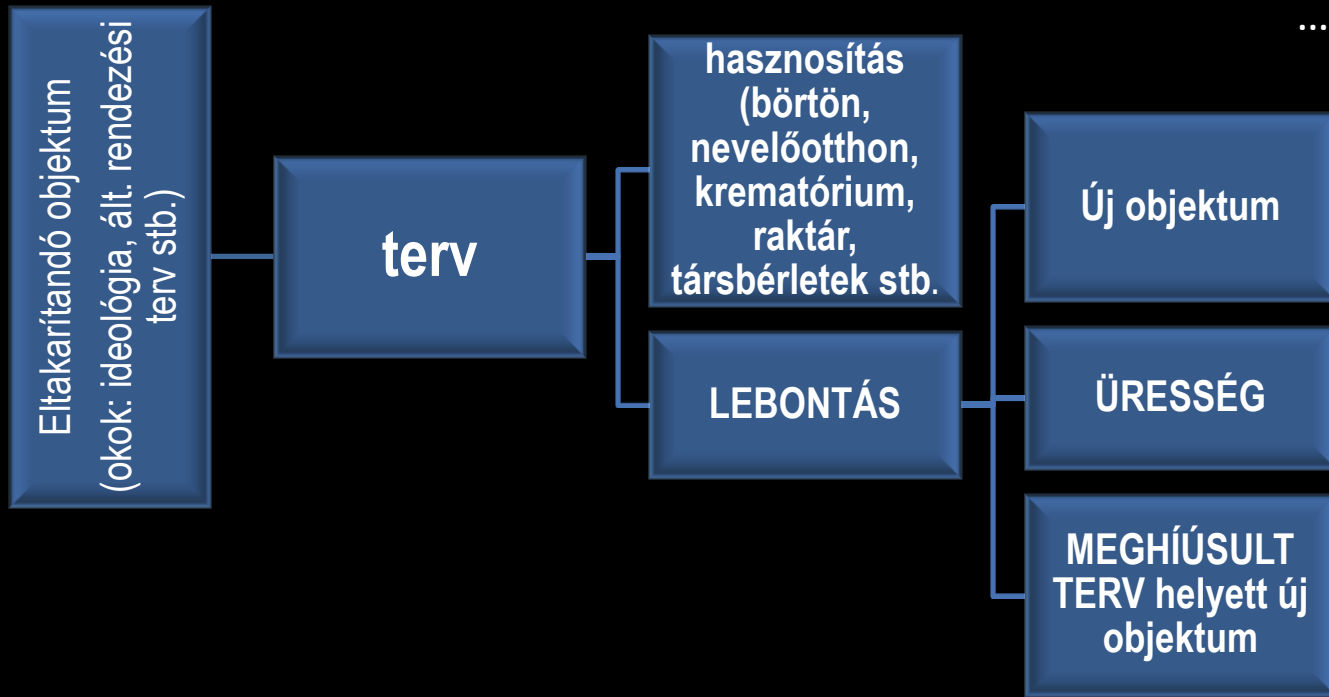 ...
Eltakarítandó objektum
(okok: ideológia, ált. rendezési
terv stb.)
terv
hasznosítás
(börtön,
nevelőotthon,
krematórium,
raktár,
társbérletek stb.
LEBONTÁS
Új objektum
ÜRESSÉG
MEGHÍÚSULT
TERV helyett új
objektum